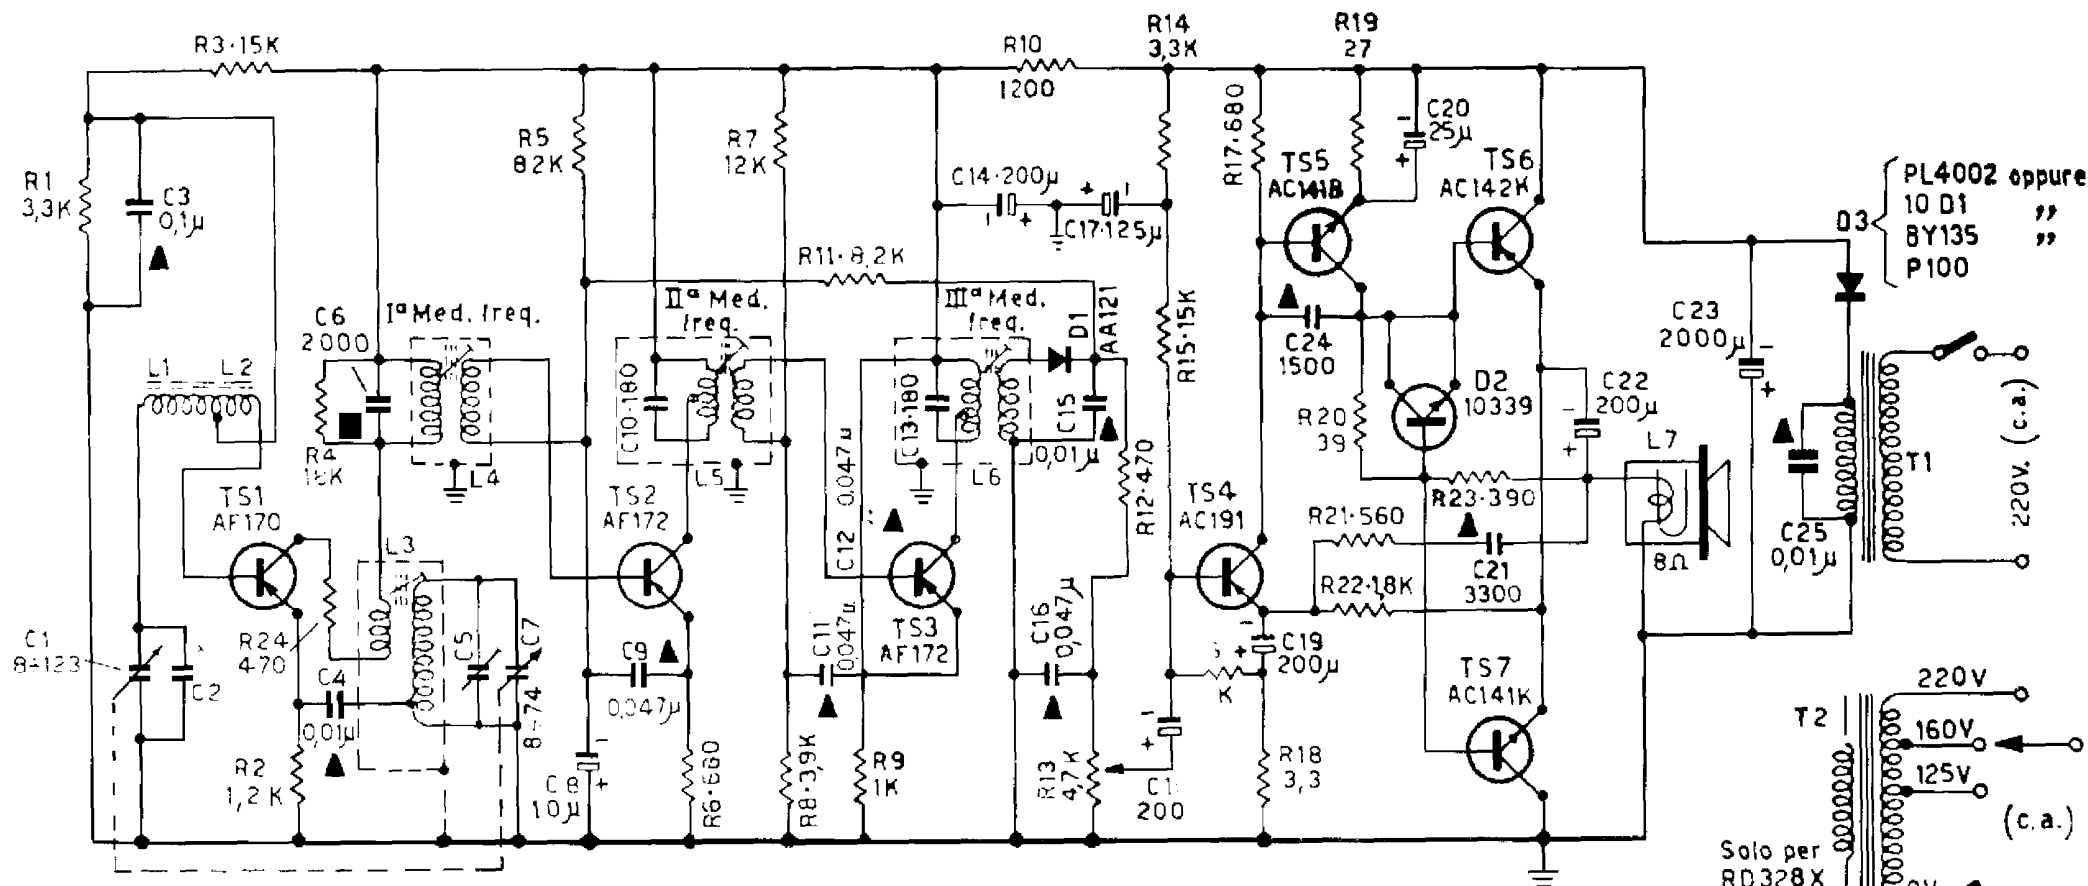 R3·15K
R10
1200
R14
3,3K
R19
27
R1
3,3K
C3
0,1µ
R5
82K
R7
12K
C14·200µ
C17·125µ
R17·680
C20
25µ
TS5
AC141B
TS6
AC142K
D3
PL4002 oppure
10 D1 ,,
BY135 ,,
P100
R11·8,2K
C6
2000
Iª Med. freq.
IIª Med.
freq.
IIIª Med.
freq.
D1
AA121
R15·15K
C24
1500
C23
2000µ
L1 L2
C10·180
C13·180
C15
0,01µ
R20
39
D2
10339
C22
200µ
L7
8Ω
R4
18K
L4
L5
L6
C12 0,047µ
R12·470
R23·390
T1
220V. (c.a.)
C25
0,01µ
TS1
AF170
TS2
AF172
TS4
AC191
R21·560
C21
3300
R22·1,8K
L3
C1
8÷123
C2
R24
470
C4
0,01µ
C5
C7
8÷74
C9
0,047µ
C11
0,047µ
TS3
AF172
C16
0,047µ
C19
200µ
K
TS7
AC141K
R2
1,2K
C8
10µ
R6·680
R8·3,9K
R9
1K
R13
4,7K
200
R18
3,3
T2
220V
160V
125V
(c.a.)
Solo per
RD328X